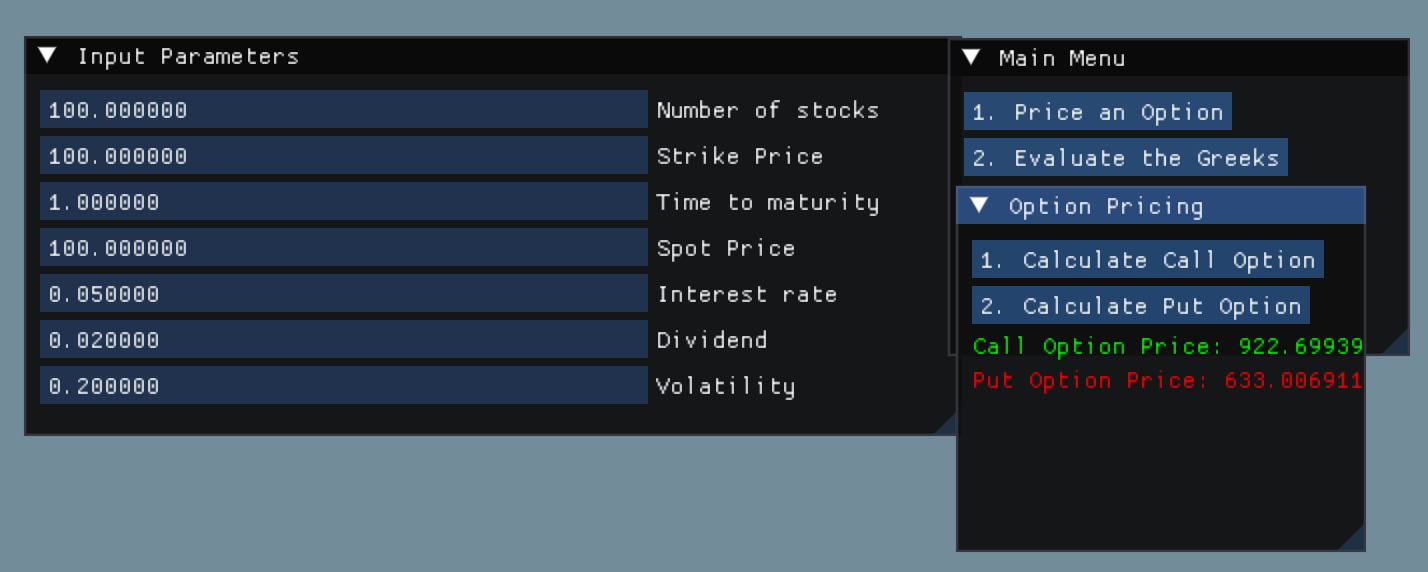 Input Parameters
100.000000 Number of stocks
100.000000 Strike Price
1.000000 Time to maturity
100.000000 Spot Price
0.050000 Interest rate
0.020000 Dividend
0.200000 Volatility
Main Menu
1. Price an Option
2. Evaluate the Greeks
Option Pricing
1. Calculate Call Option
2. Calculate Put Option
Call Option Price: 922.69939
Put Option Price: 633.006911